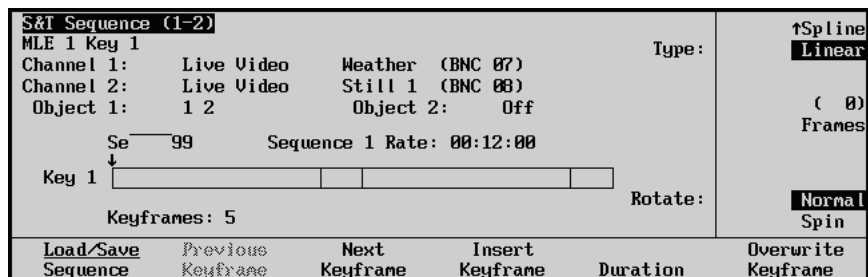 S&T Sequence (1-2)
MLE 1 Key 1
Channel 1: Live Video Weather (BNC 07)
Channel 2: Live Video Still 1 (BNC 08)
Object 1: 1 2 Object 2: Off
Se 99 Sequence 1 Rate: 00:12:00
Key 1
Keyframes: 5
Type:
↑Spline
Linear
( 0)
Frames
Rotate:
Normal
Spin
Load/Save Sequence
Previous Keyframe
Next Keyframe
Insert Keyframe
Duration
Overwrite Keyframe